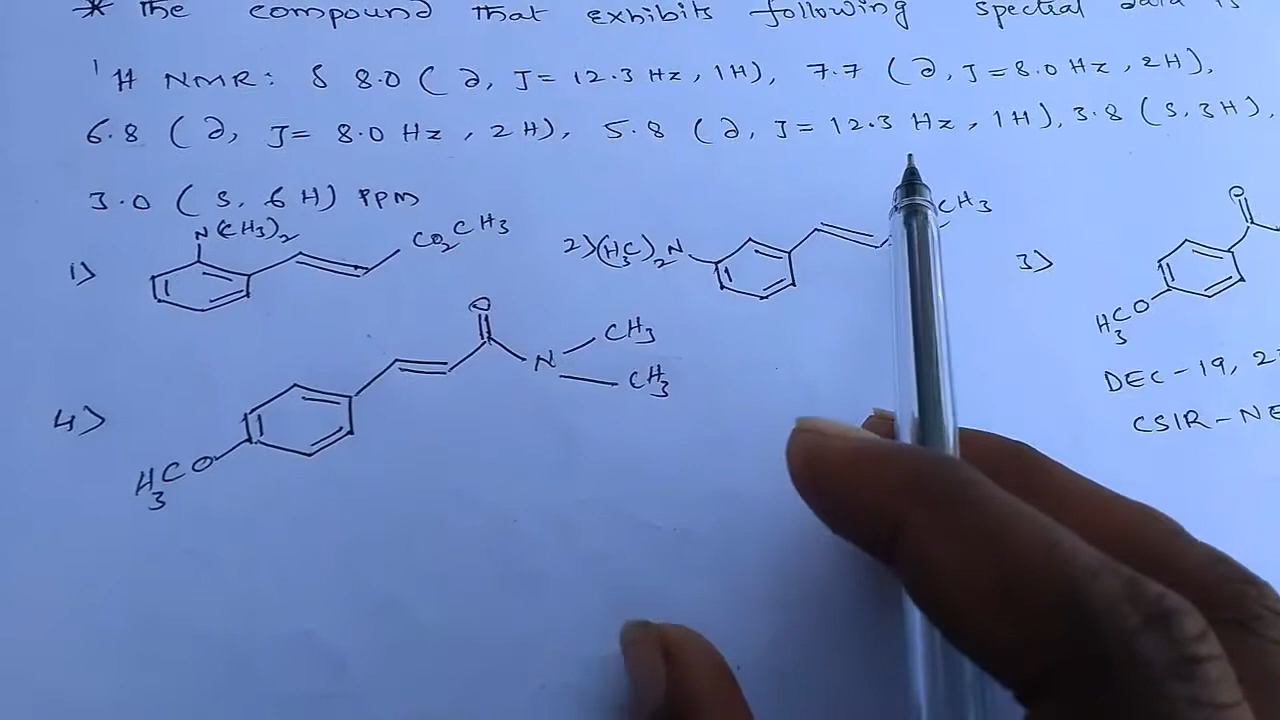 * The compound that exhibits following spectral data is
¹H NMR: δ 8.0 (d, J = 12.3 Hz, 1H), 7.7 (d, J = 8.0 Hz, 2H),
6.8 (d, J = 8.0 Hz, 2H), 5.8 (d, J = 12.3 Hz, 1H), 3.8 (s, 3H),
3.0 (s, 6H) PPM
1) N(CH₃)₂ CO₂CH₃
2) (H₃C)₂N CH₃
3) O H₃CO
4) O N CH₃ CH₃ H₃CO
DEC-19, 2
CSIR-NE